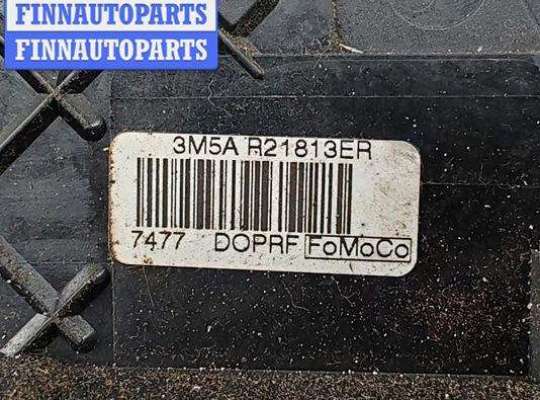 FINNAUTOPARTS
FINNAUTOPARTS
3M5A R21813ER
7477 DOPRF FoMoCo